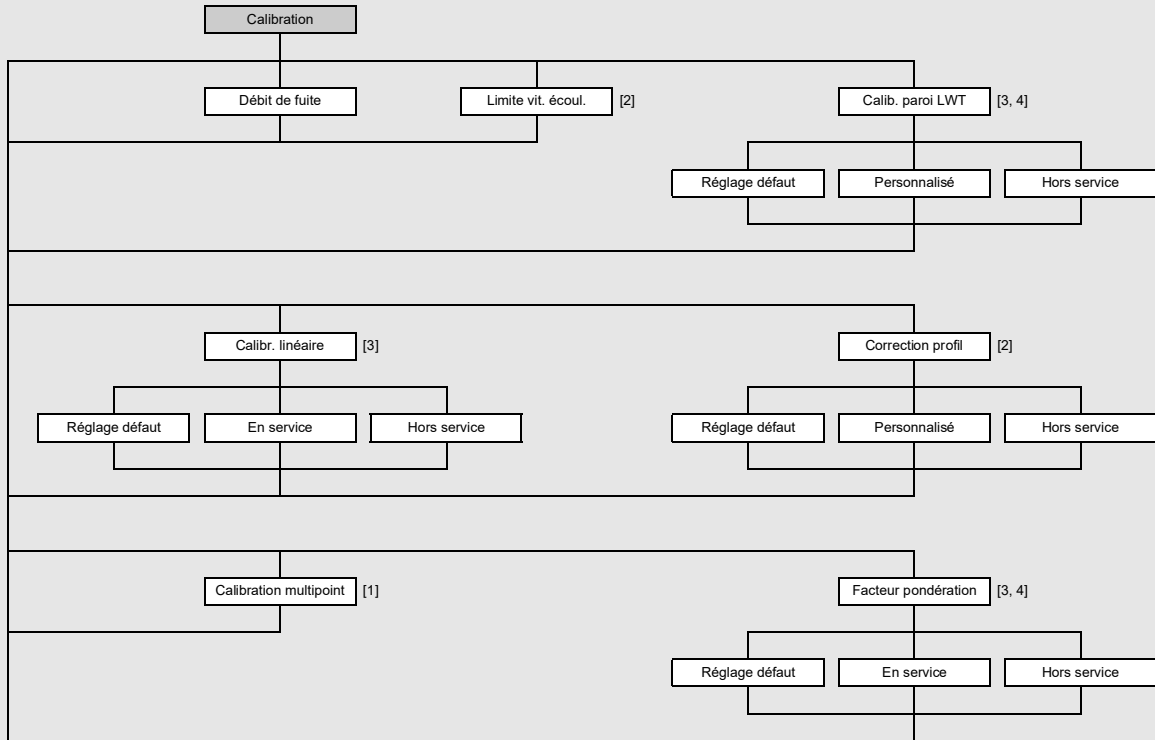 Calibration
Débit de fuite
Limite vit. écoul. [2]
Calib. paroi LWT [3, 4]
Réglage défaut
Personnalisé
Hors service
Calibr. linéaire [3]
Correction profil [2]
Réglage défaut
En service
Hors service
Réglage défaut
Personnalisé
Hors service
Calibration multipoint [1]
Facteur pondération [3, 4]
Réglage défaut
En service
Hors service